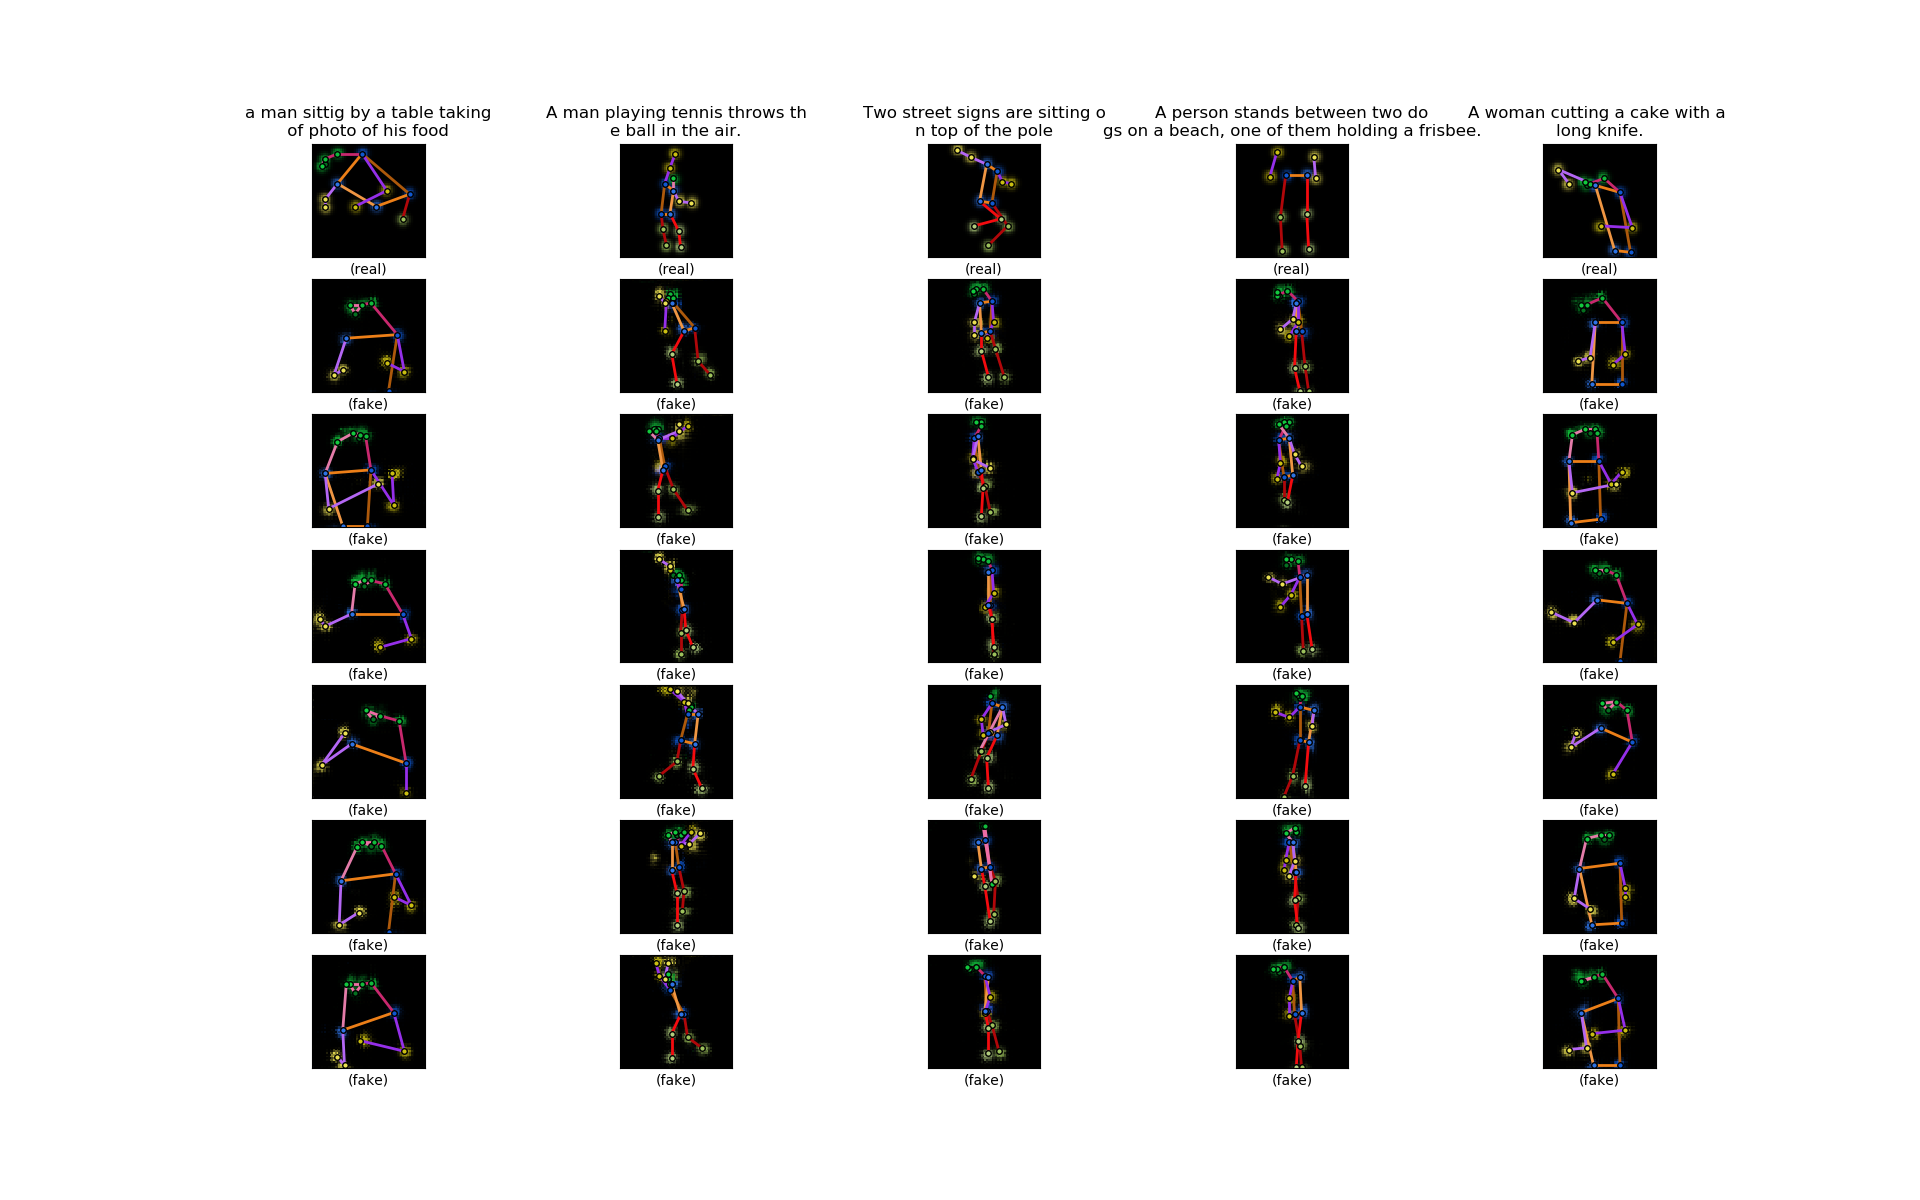 a man sittig by a table taking
of photo of his food
A man playing tennis throws th
e ball in the air.
Two street signs are sitting o
n top of the pole
A person stands between two do
gs on a beach, one of them holding a frisbee.
A woman cutting a cake with a
long knife.
(real) (real) (real) (real) (real)
(fake) (fake) (fake) (fake) (fake)
(fake) (fake) (fake) (fake) (fake)
(fake) (fake) (fake) (fake) (fake)
(fake) (fake) (fake) (fake) (fake)
(fake) (fake) (fake) (fake) (fake)
(fake) (fake) (fake) (fake) (fake)